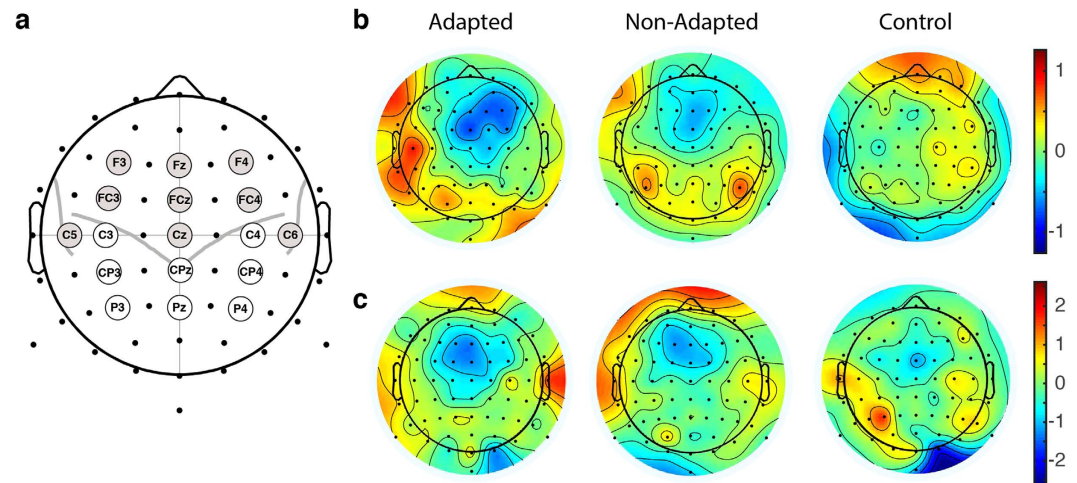 a
b Adapted Non-Adapted Control
F3 Fz F4
FC3 FCz FC4
C5 C3 Cz C4 C6
CP3 CPz CP4
P3 Pz P4
1
0
-1
c
2
1
0
-1
-2